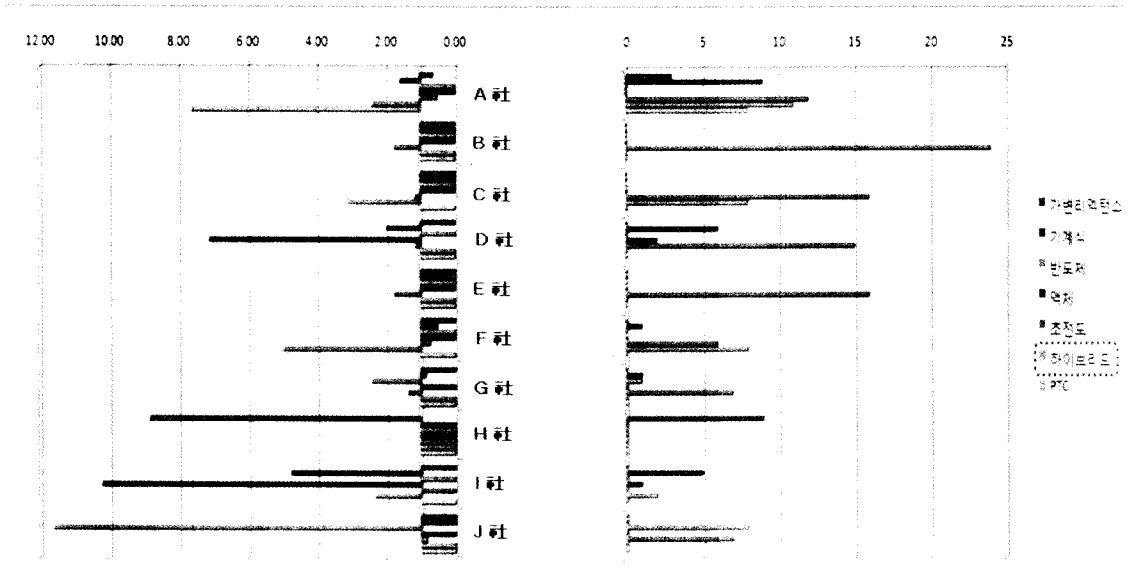 12.00 10.00 8.00 6.00 4.00 2.00 0.00
0 5 10 15 20 25
A 社
B 社
C 社
D 社
E 社
F 社
G 社
H 社
I 社
J 社
가변리액턴스
기계식
반도체
액체
초전도
하이브리드
PTC